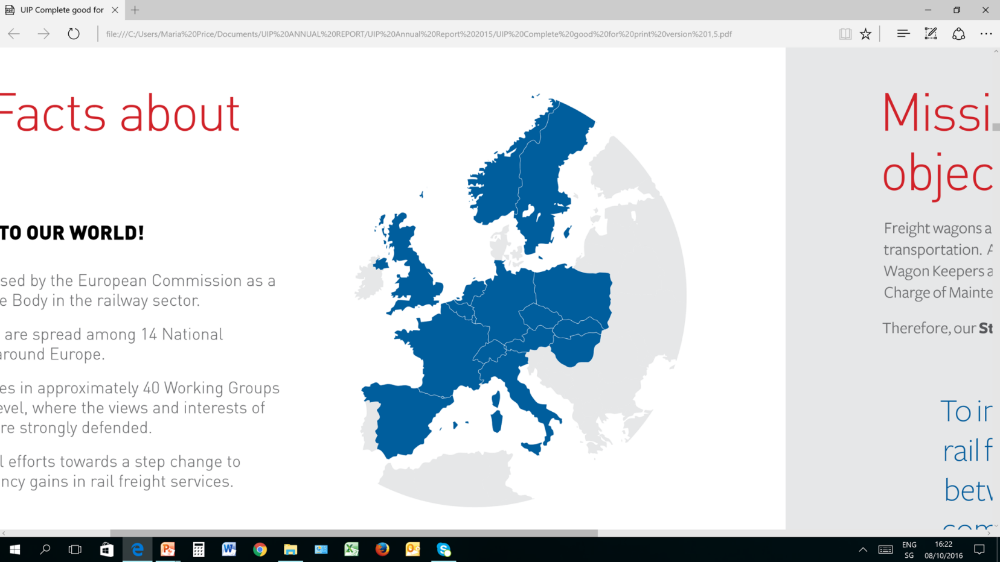 UIP Complete good for
file:///C:/Users/Maria%20Price/Documents/UIP%20ANNUAL%20REPORT/UIP%20Annual%20Report%202015/UIP%20Complete%20good%20for%20print%20version%201,5.pdf
Facts about
TO OUR WORLD!
sed by the European Commission as a
e Body in the railway sector.
are spread among 14 National
around Europe.
es in approximately 40 Working Groups
evel, where the views and interests of
re strongly defended.
l efforts towards a step change to
ncy gains in rail freight services.
Missi
objec
Freight wagons a
transportation. A
Wagon Keepers a
Charge of Mainte
Therefore, our St
To in
rail f
betw
com
ENG
SG
16:22
08/10/2016